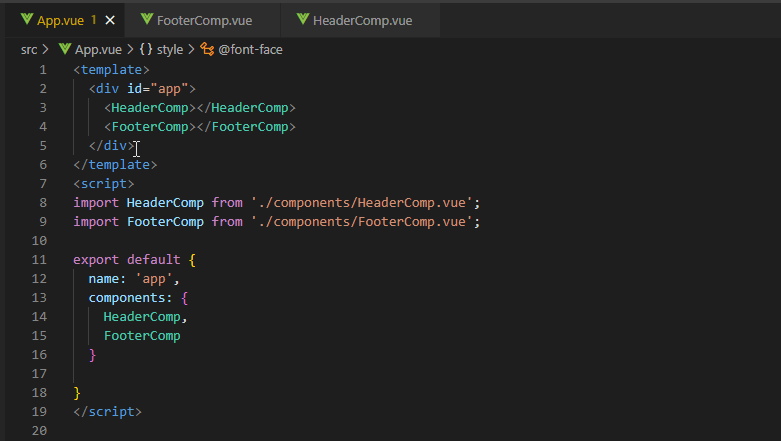 App.vue 1 FooterComp.vue HeaderComp.vue
src > App.vue > {} style > @font-face
1 <template>
2   <div id="app">
3     <HeaderComp></HeaderComp>
4     <FooterComp></FooterComp>
5   </div>
6 </template>
7 <script>
8 import HeaderComp from './components/HeaderComp.vue';
9 import FooterComp from './components/FooterComp.vue';
10
11 export default {
12   name: 'app',
13   components: {
14     HeaderComp,
15     FooterComp
16   }
17
18 }
19 </script>
20